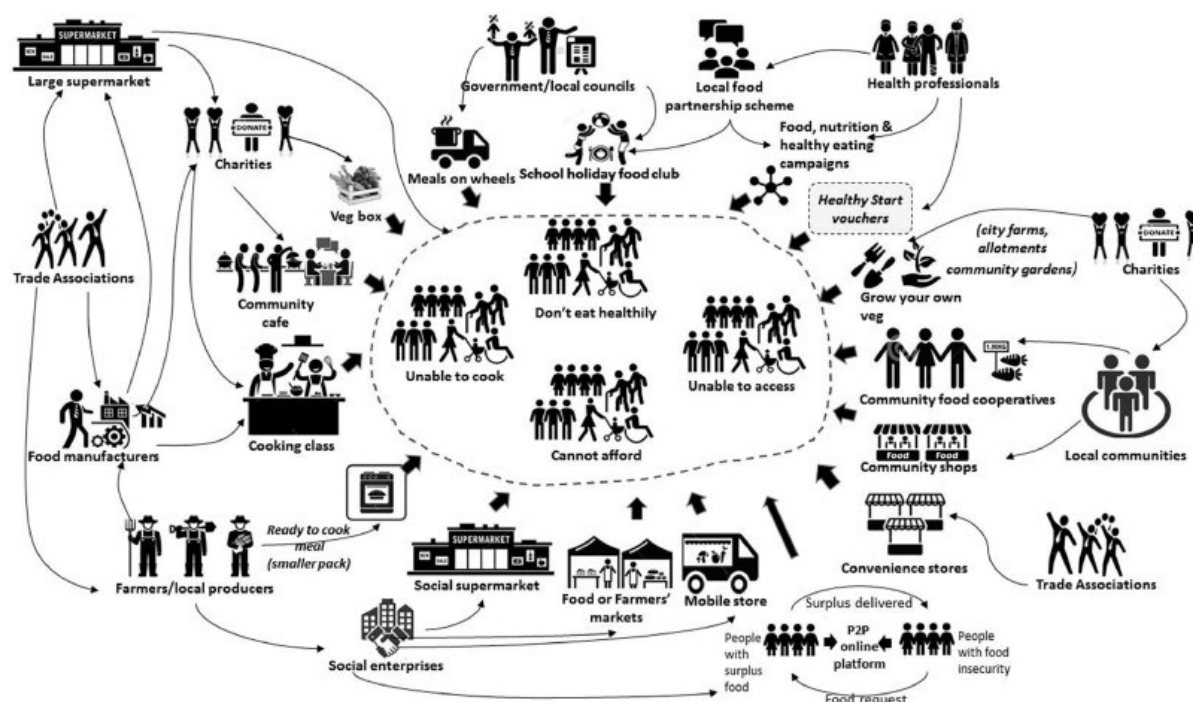 SUPERMARKET
Large supermarket
Government/local councils
Local food
partnership scheme
Health professionals
DONATE
Charities
Meals on wheels
School holiday food club
Food, nutrition &
healthy eating
campaigns
Veg box
Healthy Start
vouchers
(city farms,
allotments
community gardens)
DONATE
Charities
Trade Associations
Community
cafe
Don't eat healthily
Grow your own
veg
Unable to cook
Unable to access
Community food cooperatives
Cooking class
Cannot afford
Food manufacturers
Food
Food
Community shops
Local communities
Ready to cook
meal
(smaller pack)
SUPERMARKET
Convenience stores
Trade Associations
Farmers/local producers
Social supermarket
Food or Farmers'
markets
Mobile store
Surplus delivered
Social enterprises
People
with
surplus
food
P2P
online
platform
People
with food
insecurity
Food request